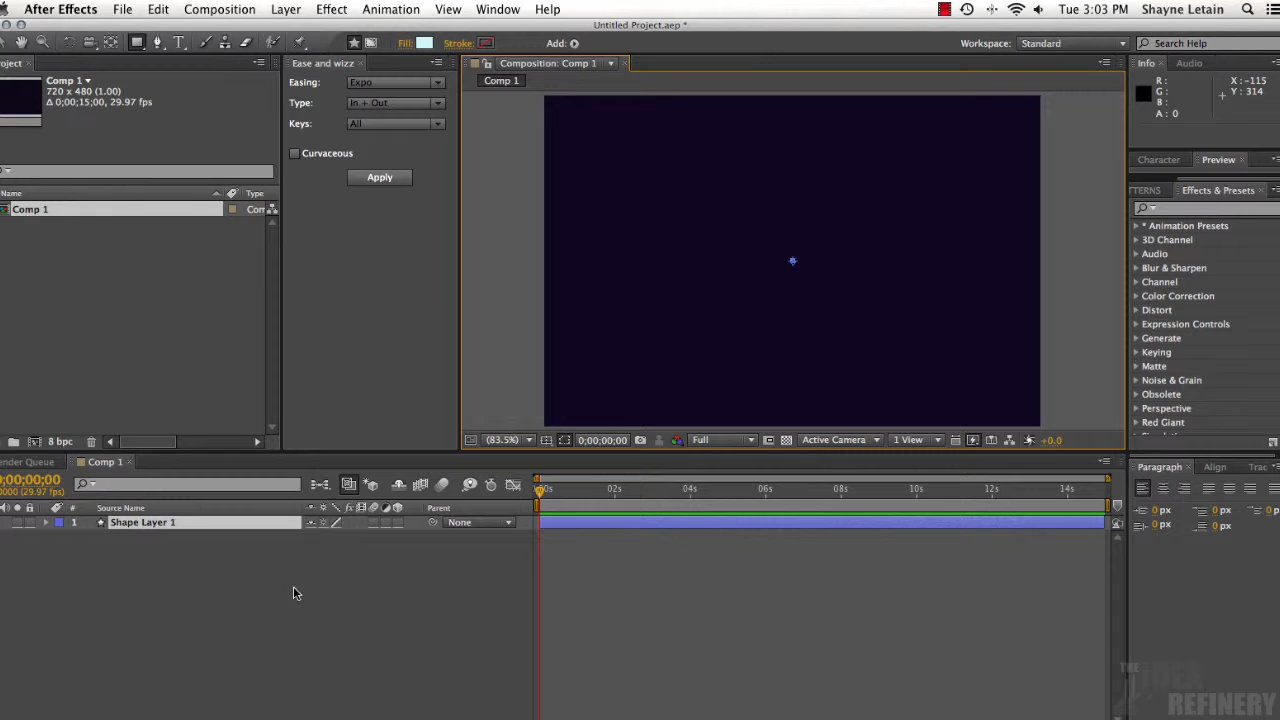 After Effects File Edit Composition Layer Effect Animation View Window Help Tue 3:03 PM Shayne Letain
Untitled Project.aep *
Fill: Stroke: Add: Workspace: Standard Search Help
roject Ease and wizz Composition: Comp 1 Info Audio
Comp 1
720 x 480 (1.00)
Δ 0;00;15;00, 29.97 fps
Easing: Expo
Type: In + Out
Keys: All
Curvaceous
Apply
Comp 1
R: X: -115
G: Y: 314
B:
A: 0
Character Preview
TTERNS Effects & Presets
Name Type
Comp 1 Com
* Animation Presets
3D Channel
Audio
Blur & Sharpen
Channel
Color Correction
Distort
Expression Controls
Generate
Keying
Matte
Noise & Grain
Obsolete
Perspective
Red Giant
8 bpc (83.5%) 0;00;00;00 Full Active Camera 1 View +0.0
ender Queue Comp 1 Paragraph Align Trac
0;00;00;00
0000 (29.97 fps)
00s 02s 04s 06s 08s 10s 12s 14s
# Source Name Parent
1 Shape Layer 1 None
0 px 0 px 0 p
0 px 0 px
THE
IDEA
REFINERY